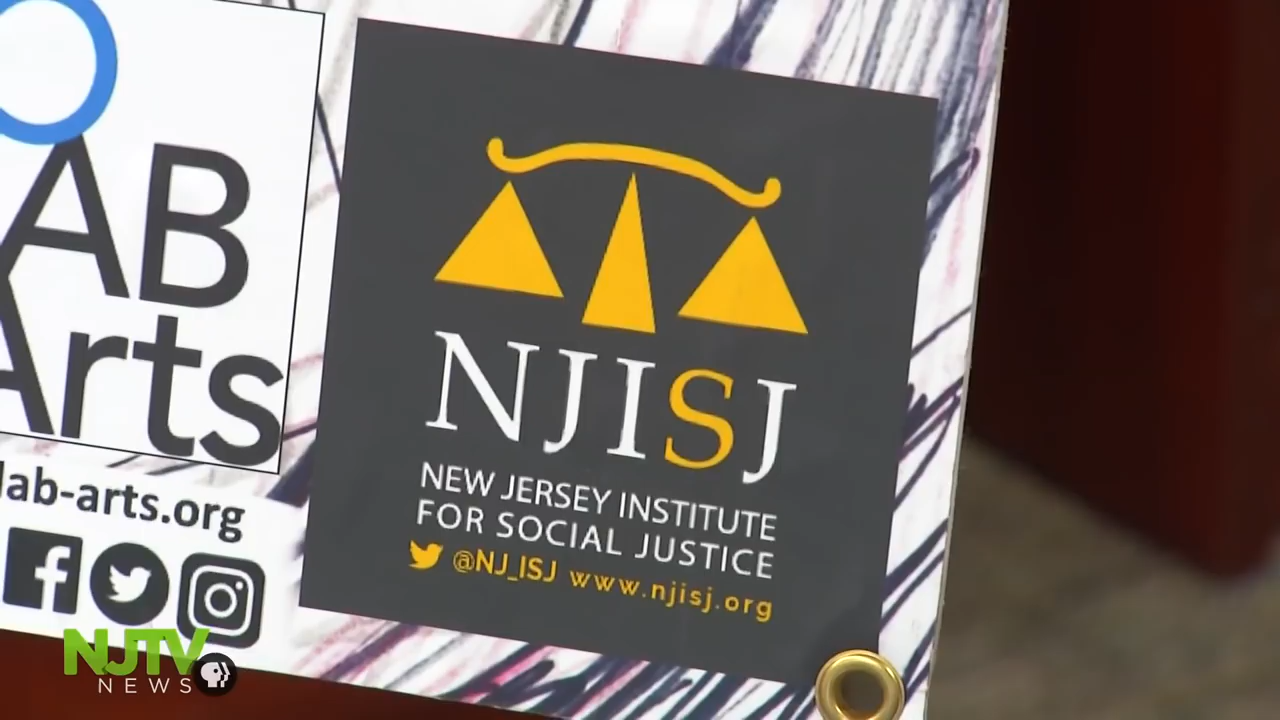 AB
Arts
lab-arts.org
NJISJ
NEW JERSEY INSTITUTE
FOR SOCIAL JUSTICE
@NJ_ISJ www.njisj.org
NJTV
NEWS